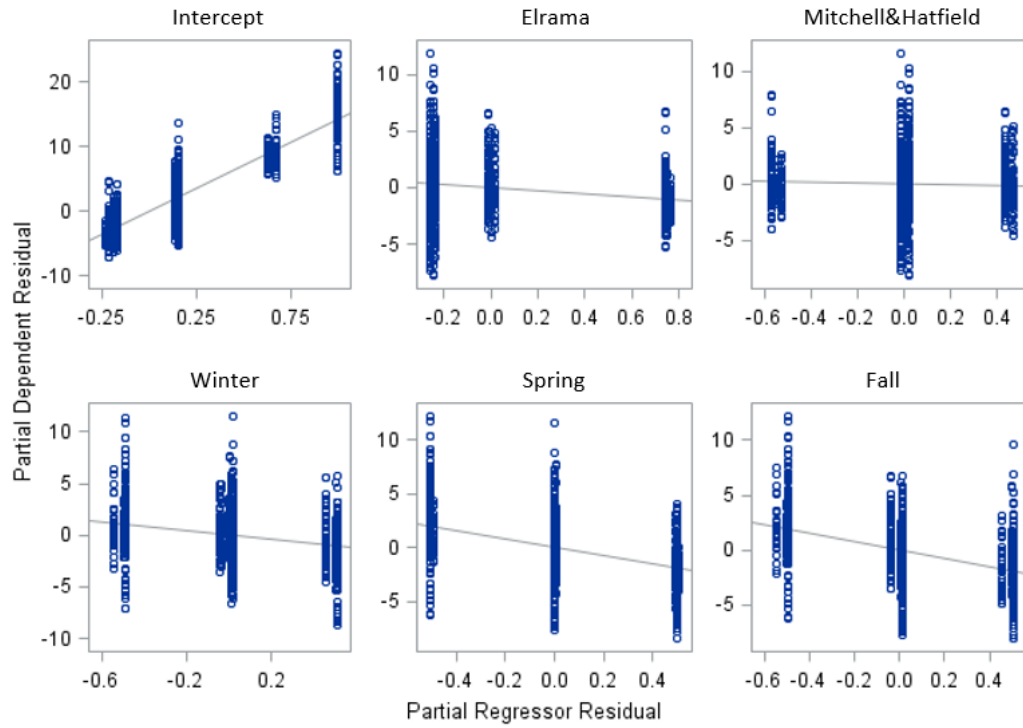 Intercept
Elrama
Mitchell&Hatfield
20
10
0
-10
10
5
0
-5
10
5
0
-5
-0.25 0.25 0.75
-0.2 0.0 0.2 0.4 0.6 0.8
-0.6 -0.4 -0.2 0.0 0.2 0.4
Partial Dependent Residual
Winter
Spring
Fall
10
5
0
-5
-10
10
5
0
-5
10
5
0
-5
-0.6 -0.2 0.2
-0.4 -0.2 0.0 0.2 0.4
-0.6 -0.4 -0.2 0.0 0.2 0.4
Partial Regressor Residual